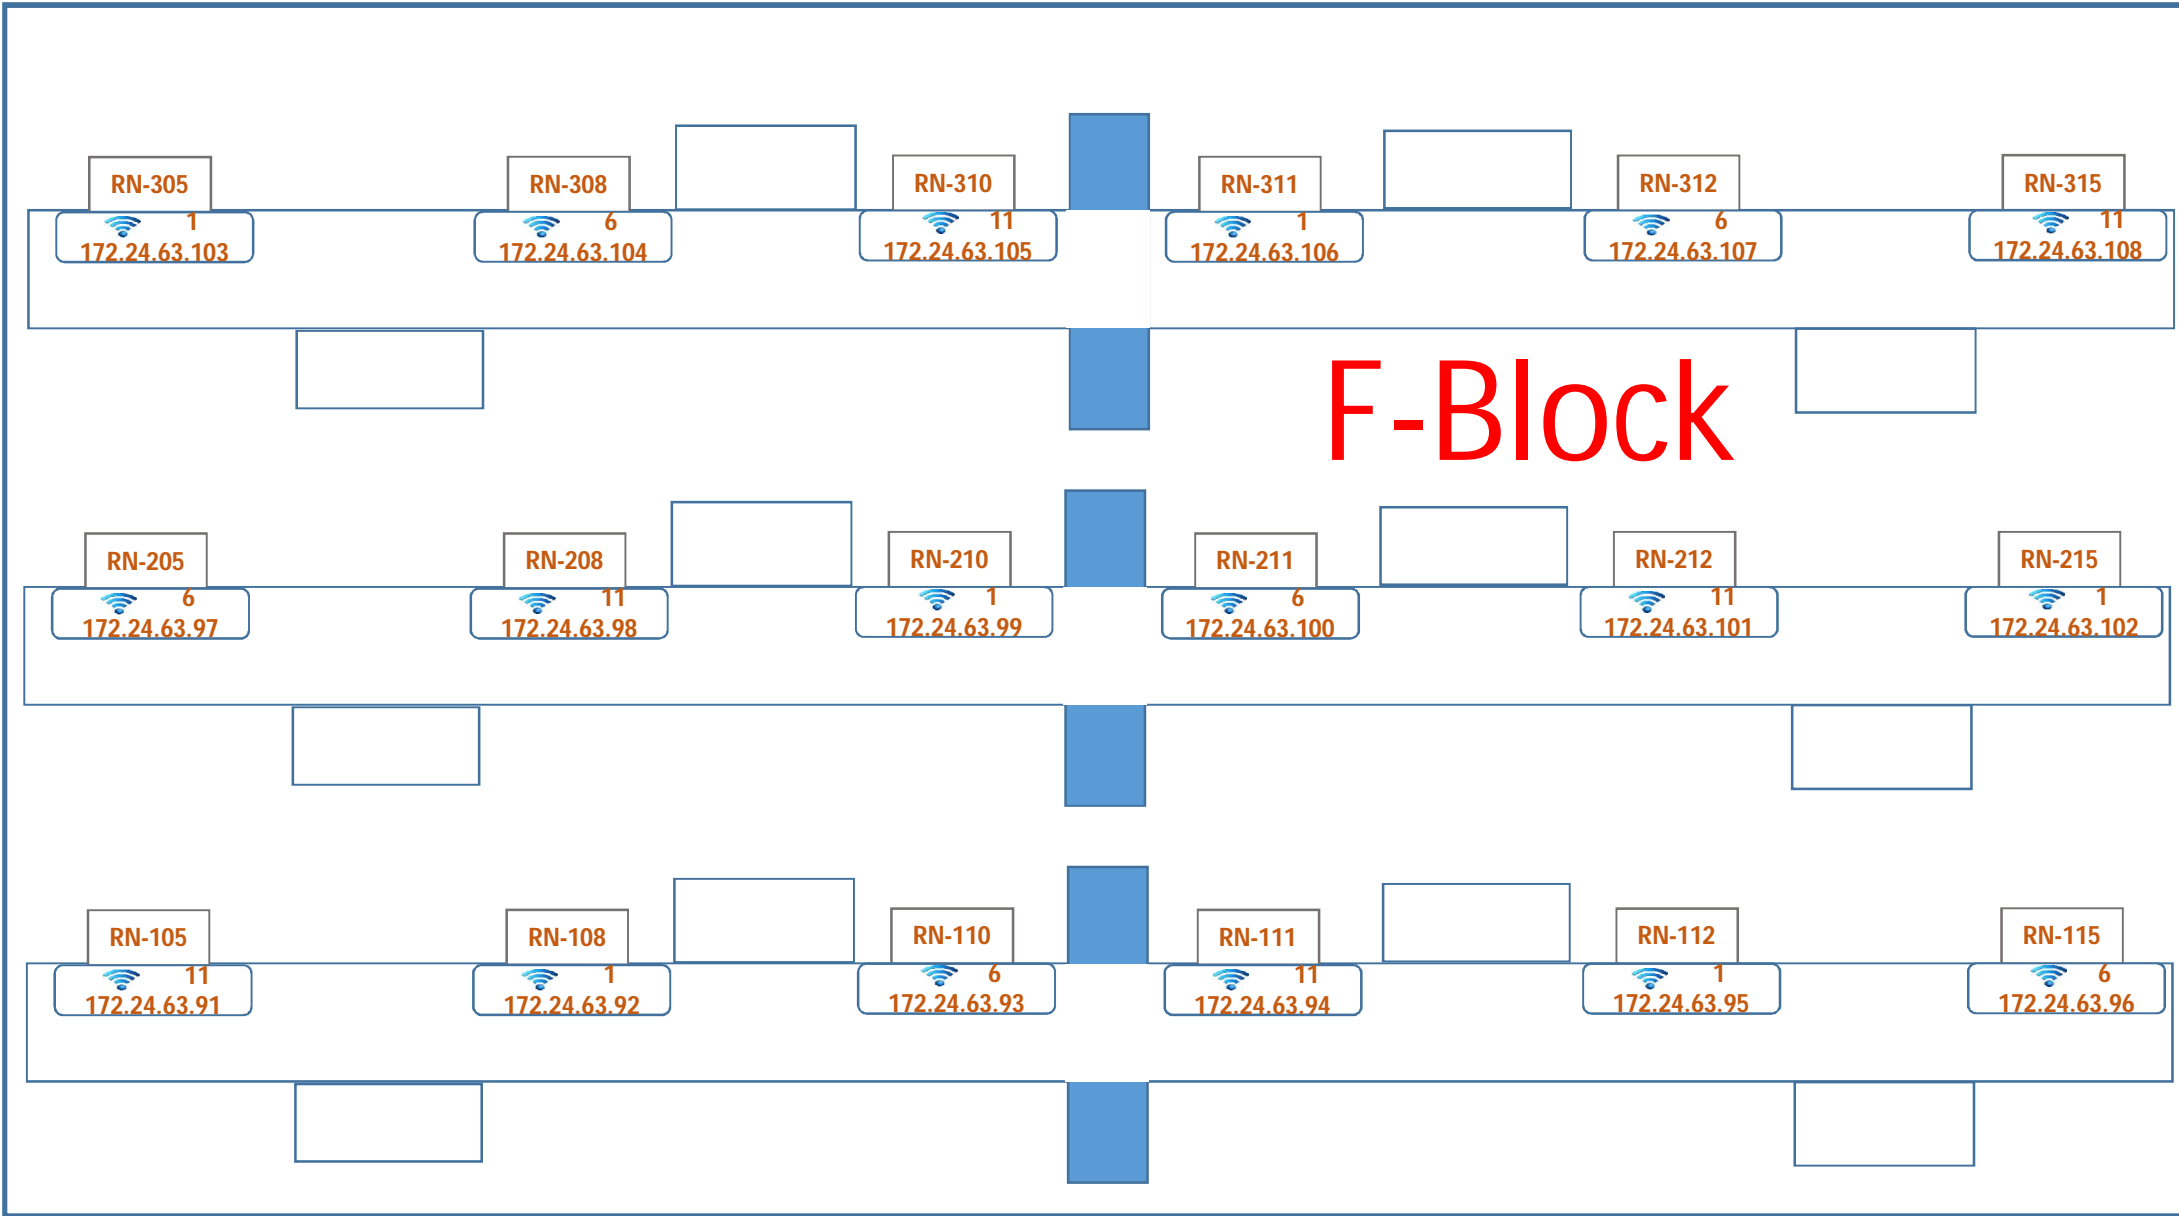 RN-305 RN-308 RN-310 RN-311 RN-312 RN-315
1 6 11 1 6 11
172.24.63.103 172.24.63.104 172.24.63.105 172.24.63.106 172.24.63.107 172.24.63.108
F-Block
RN-205 RN-208 RN-210 RN-211 RN-212 RN-215
6 11 1 6 11 1
172.24.63.97 172.24.63.98 172.24.63.99 172.24.63.100 172.24.63.101 172.24.63.102
RN-105 RN-108 RN-110 RN-111 RN-112 RN-115
11 1 6 11 1 6
172.24.63.91 172.24.63.92 172.24.63.93 172.24.63.94 172.24.63.95 172.24.63.96